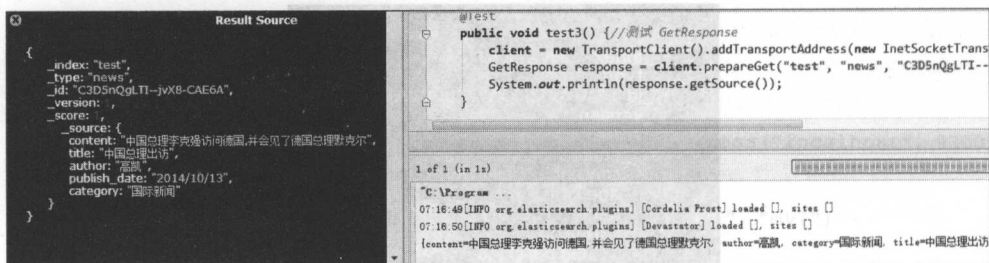 Result Source
{
_index: "test",
_type: "news",
_id: "C3D5nQgLTI--jvX8-CAE6A",
_version: 1,
_score: 1,
_source: {
content: "中国总理李克强访问德国,并会见了德国总理默克尔",
title: "中国总理出访",
author: "高凯",
publish_date: "2014/10/13",
category: "国际新闻"
}
}
@Test
public void test3() {//测试 GetResponse
client = new TransportClient().addTransportAddress(new InetSocketTrans
GetResponse response = client.prepareGet("test", "news", "C3D5nQgLTI--
System.out.println(response.getSource());
}
1 of 1 (in 1s)
"C:\Program ...
07:16:49[INFO org.elasticsearch.plugins] [Cordelia Frost] loaded [], sites []
07:16:50[INFO org.elasticsearch.plugins] [Devastator] loaded [], sites []
{content=中国总理李克强访问德国,并会见了德国总理默克尔, author=高凯, category=国际新闻, title=中国总理出访